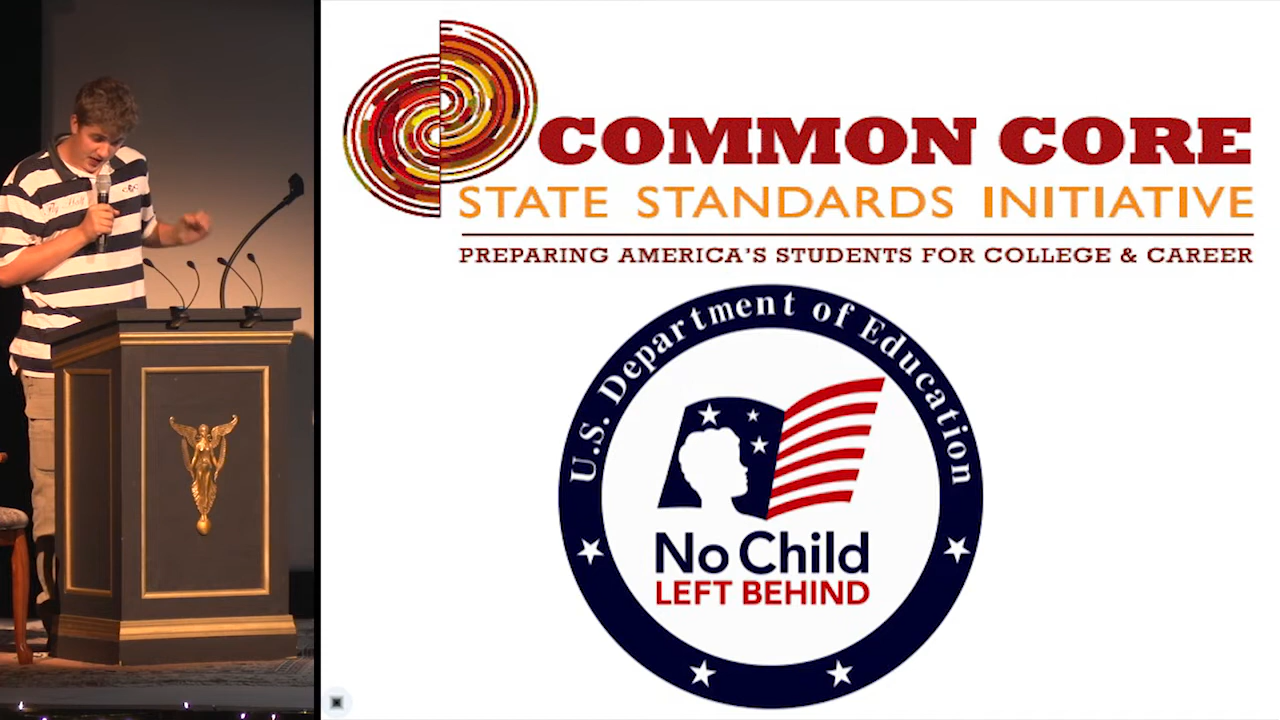 COMMON CORE
STATE STANDARDS INITIATIVE
PREPARING AMERICA'S STUDENTS FOR COLLEGE & CAREER
U.S. Department of Education
No Child
LEFT BEHIND